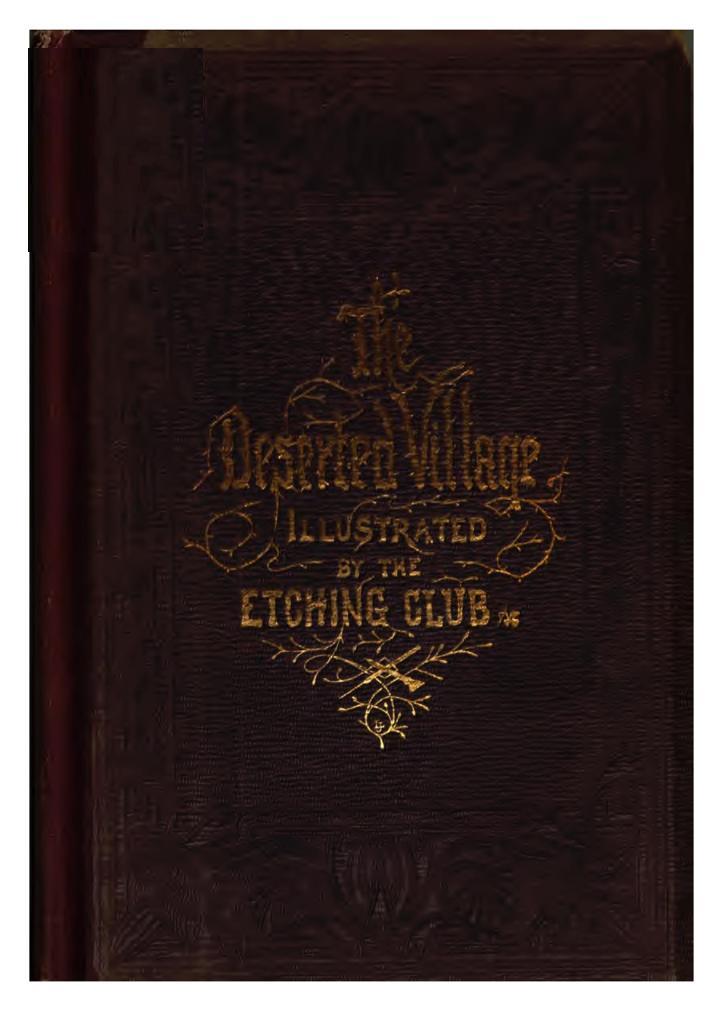 The
Deserted Village
ILLUSTRATED
BY THE
ETCHING CLUB